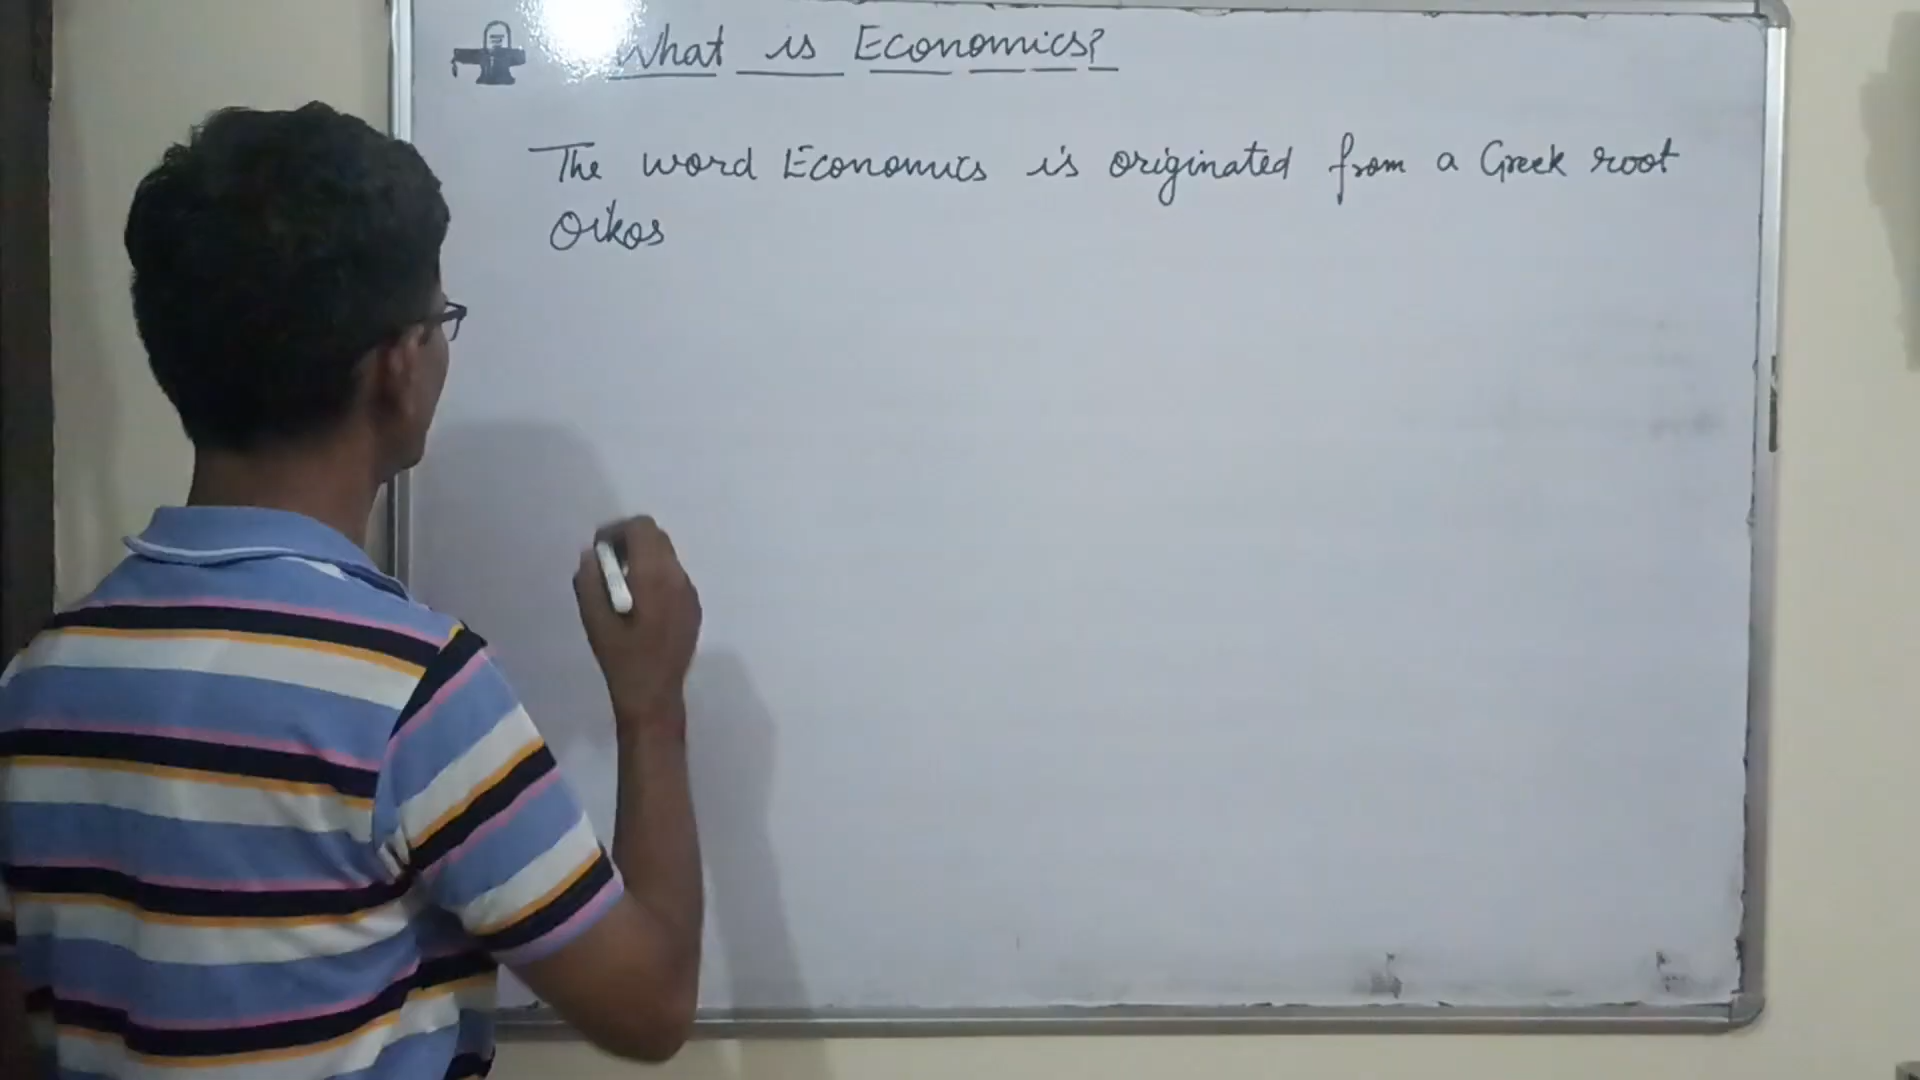 What is Economics?
The word Economics is originated from a Greek root
Oikos